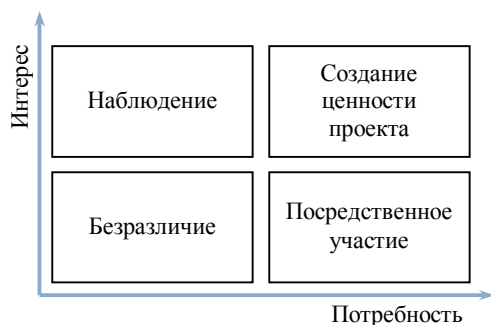 Интерес
Наблюдение
Создание
ценности
проекта
Безразличие
Посредственное
участие
Потребность